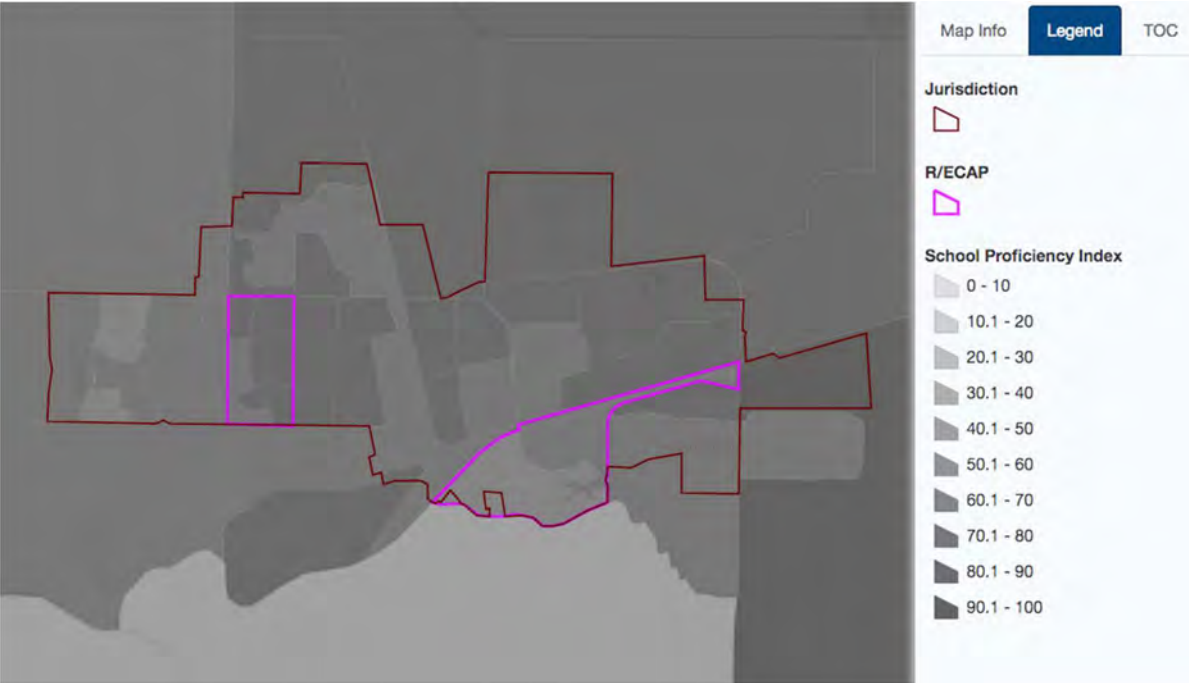 Map Info Legend TOC
Jurisdiction
R/ECAP
School Proficiency Index
0 - 10
10.1 - 20
20.1 - 30
30.1 - 40
40.1 - 50
50.1 - 60
60.1 - 70
70.1 - 80
80.1 - 90
90.1 - 100